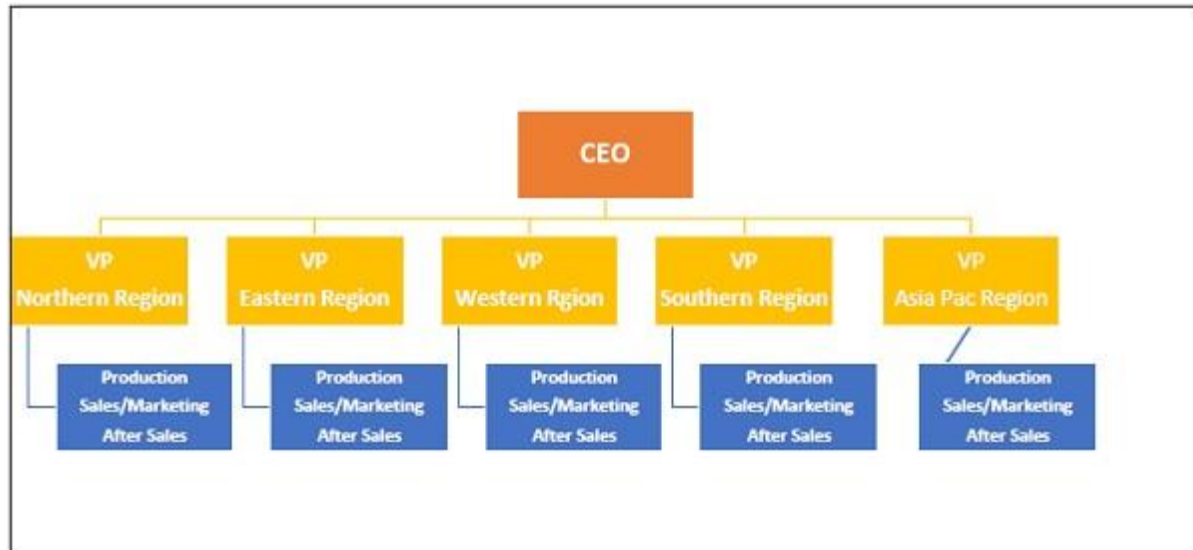 CEO
VP
Northern Region
VP
Eastern Region
VP
Western Rgion
VP
Southern Region
VP
Asia Pac Region
Production
Sales/Marketing
After Sales
Production
Sales/Marketing
After Sales
Production
Sales/Marketing
After Sales
Production
Sales/Marketing
After Sales
Production
Sales/Marketing
After Sales